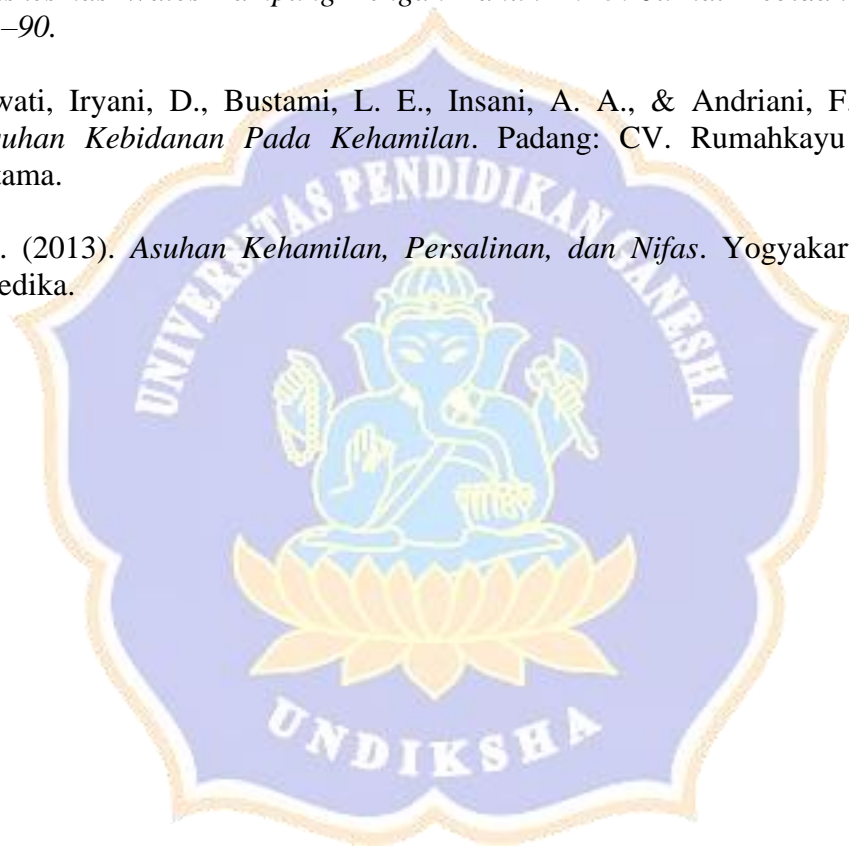 –90.
wati, Iryani, D., Bustami, L. E., Insani, A. A., & Andriani, F.
uhan Kebidanan Pada Kehamilan. Padang: CV. Rumahkayu
tama.
. (2013). Asuhan Kehamilan, Persalinan, dan Nifas. Yogyakar
edika.
UNIVERSITAS PENDIDIKAN GANESHA
UNDIKSHA